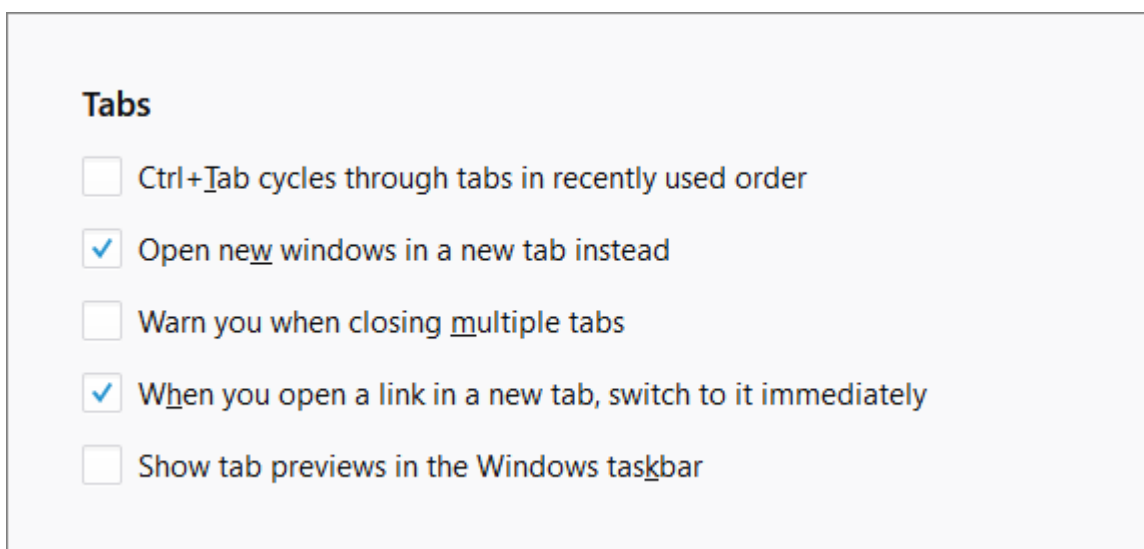 Tabs
Ctrl+Tab cycles through tabs in recently used order
Open new windows in a new tab instead
Warn you when closing multiple tabs
When you open a link in a new tab, switch to it immediately
Show tab previews in the Windows taskbar